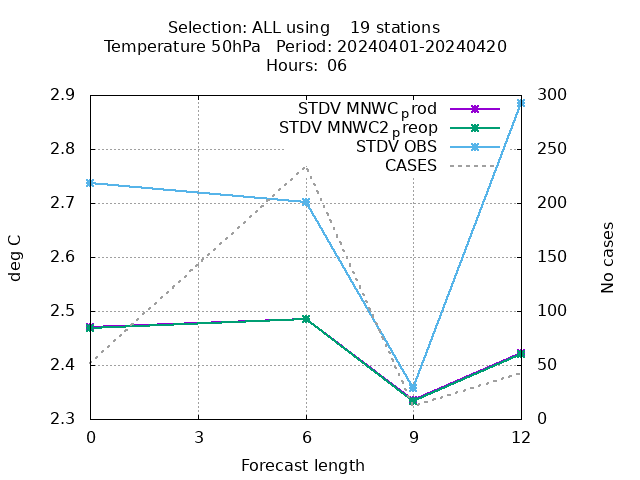 Selection: ALL using    19 stations
Temperature 50hPa   Period: 20240401-20240420
Hours:  06
2.9
2.8
2.7
2.6
2.5
2.4
2.3
deg C
STDV MNWC_prod
STDV MNWC2_preop
STDV OBS
CASES
300
250
200
150
100
50
0
No cases
0 3 6 9 12
Forecast length